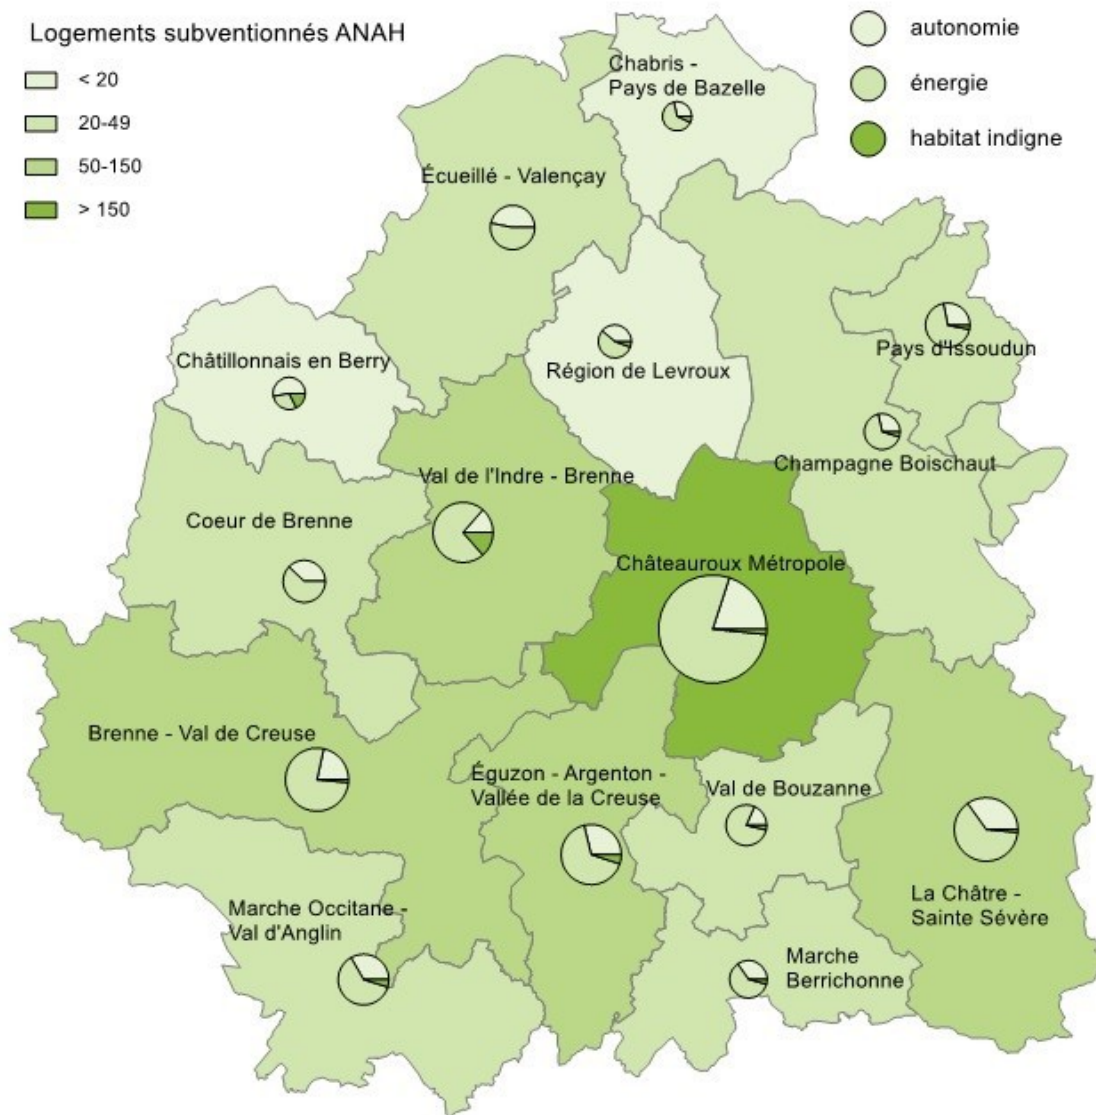 Logements subventionnés ANAH
< 20
20-49
50-150
> 150
autonomie
énergie
habitat indigne
Chabris -
Pays de Bazelle
Écueillé - Valençay
Pays d'Issoudun
Châtillonnais en Berry
Région de Levroux
Champagne Boischaut
Val de l'Indre - Brenne
Coeur de Brenne
Châteauroux Métropole
Brenne - Val de Creuse
Éguzon - Argenton -
Vallée de la Creuse
Val de Bouzanne
La Châtre -
Sainte Sévère
Marche Occitane -
Val d'Anglin
Marche
Berrichonne